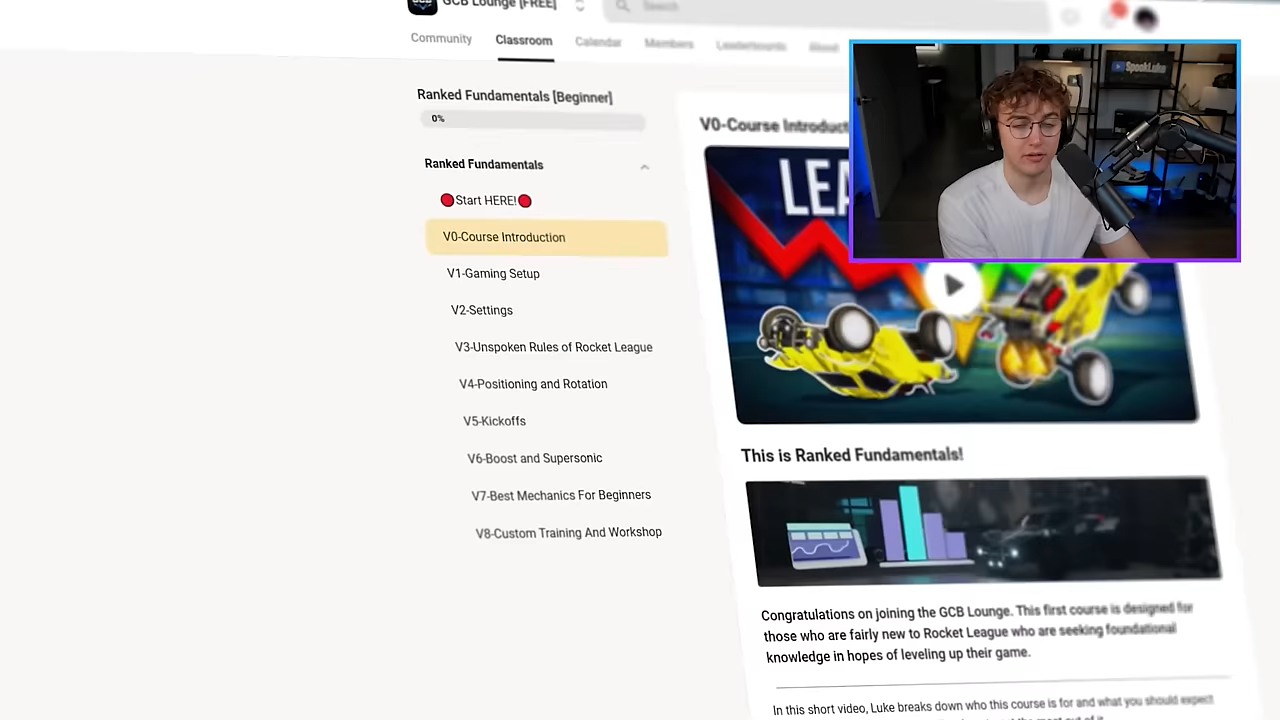 GCB Lounge [FREE]
Search
Community
Classroom
Calendar
Members
Leaderboards
About
Ranked Fundamentals [Beginner]
0%
Ranked Fundamentals
Start HERE!
V0-Course Introduction
V1-Gaming Setup
V2-Settings
V3-Unspoken Rules of Rocket League
V4-Positioning and Rotation
V5-Kickoffs
V6-Boost and Supersonic
V7-Best Mechanics For Beginners
V8-Custom Training And Workshop
V0-Course Introduct
LEA
SpookLuke
This is Ranked Fundamentals!
Congratulations on joining the GCB Lounge. This first course is designed for
those who are fairly new to Rocket League who are seeking foundational
knowledge in hopes of leveling up their game.
In this short video, Luke breaks down who this course is for and what you should expect